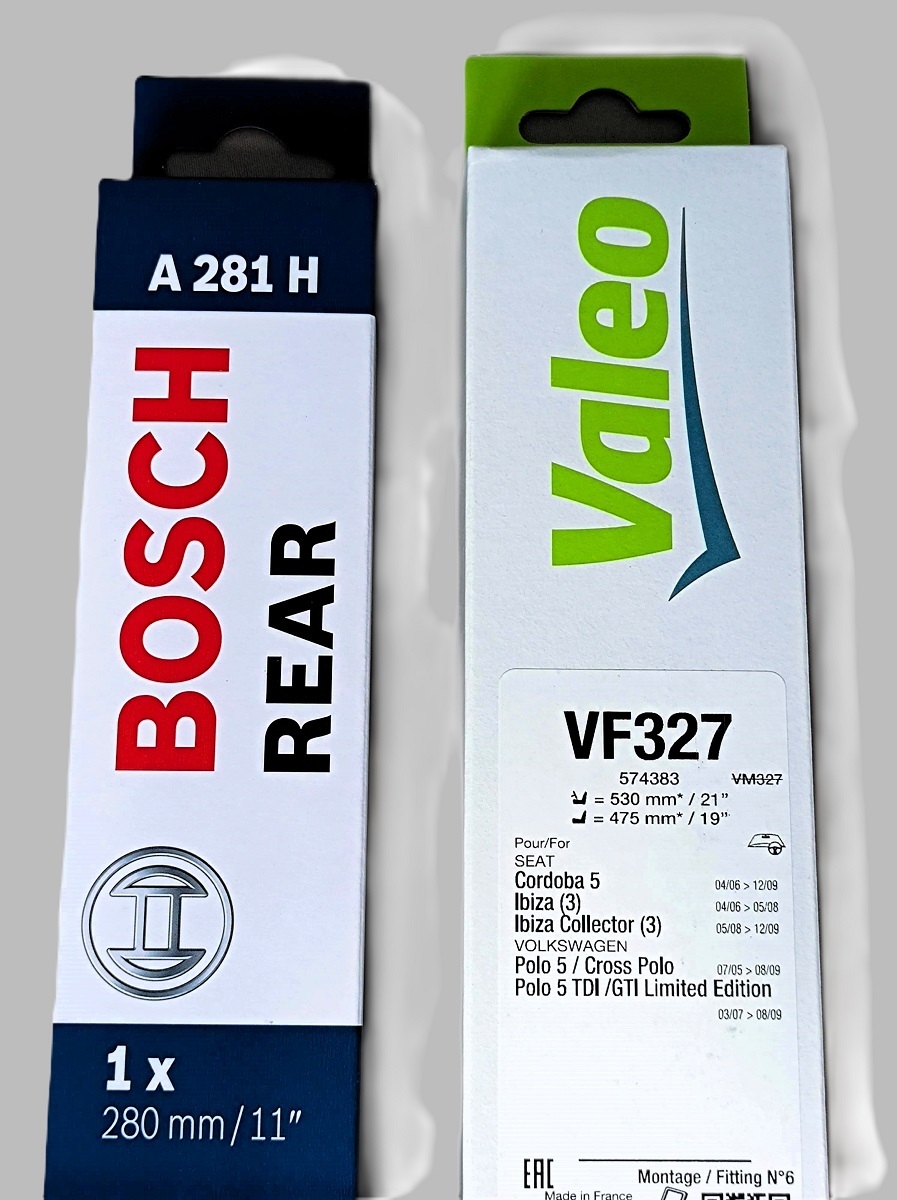 A 281 H
BOSCH
REAR
1 x
280 mm / 11"
Valeo
VF327
574383 VM327
= 530 mm* / 21"
= 475 mm* / 19"
Pour/For
SEAT
Cordoba 5 04/06 > 12/09
Ibiza (3) 04/06 > 05/08
Ibiza Collector (3) 05/08 > 12/09
VOLKSWAGEN
Polo 5 / Cross Polo 07/05 > 08/09
Polo 5 TDI /GTI Limited Edition
03/07 > 08/09
EAC
Montage / Fitting N°6
Made in France